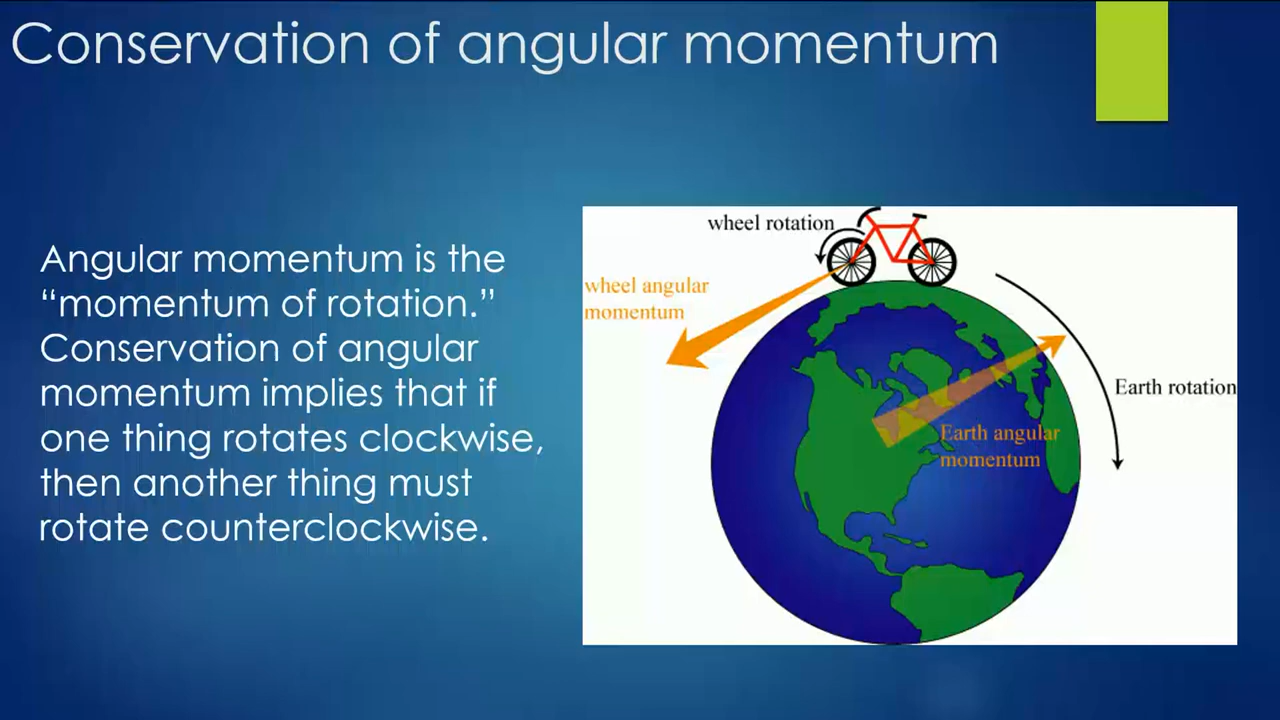 Conservation of angular momentum
Angular momentum is the
“momentum of rotation.”
Conservation of angular
momentum implies that if
one thing rotates clockwise,
then another thing must
rotate counterclockwise.
wheel rotation
wheel angular
momentum
Earth rotation
Earth angular
momentum